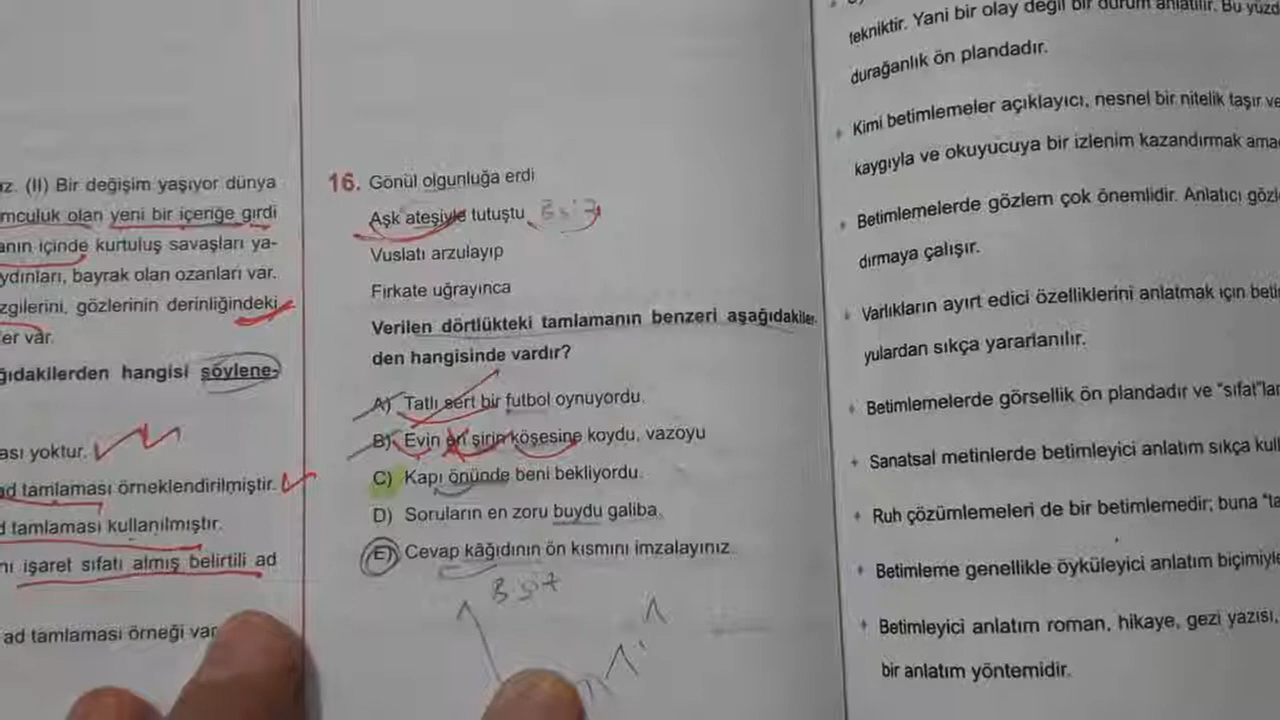 z. (II) Bir değişim yaşıyor dünya
mculuk olan yeni bir içeriğe girdi
anın içinde kurtuluş savaşları ya-
ydınları, bayrak olan ozanları var.
zgilerini, gözlerinin derinliğindeki
er var.
ğıdakilerden hangisi söylene-
ası yoktur.
ad tamlaması örneklendirilmiştir.
d tamlaması kullanılmıştır.
nı işaret sıfatı almış belirtili ad
ad tamlaması örneği var
16. Gönül olgunluğa erdi
Aşk ateşiyle tutuştu
Vuslatı arzulayıp
Firkate uğrayınca
Verilen dörtlükteki tamlamanın benzeri aşağıdakiler-
den hangisinde vardır?
A) Tatlı sert bir futbol oynuyordu.
B) Evin en şirin köşesine koydu, vazoyu
C) Kapı önünde beni bekliyordu.
D) Soruların en zoru buydu galiba.
E) Cevap kâğıdının ön kısmını imzalayınız.
tekniktir. Yani bir olay değil bir durum anlatılır. Bu yüzd
durağanlık ön plandadır.
Kimi betimlemeler açıklayıcı, nesnel bir nitelik taşır ve
kaygıyla ve okuyucuya bir izlenim kazandırmak ama
Betimlemelerde gözlem çok önemlidir. Anlatıcı gözl
dırmaya çalışır.
Varlıkların ayırt edici özelliklerini anlatmak için beti
yulardan sıkça yararlanılır.
Betimlemelerde görsellik ön plandadır ve "sıfat"lar
Sanatsal metinlerde betimleyici anlatım sıkça kull
Ruh çözümlemeleri de bir betimlemedir; buna "ta
Betimleme genellikle öyküleyici anlatım biçimiyle
Betimleyici anlatım roman, hikaye, gezi yazısı,
bir anlatım yöntemidir.